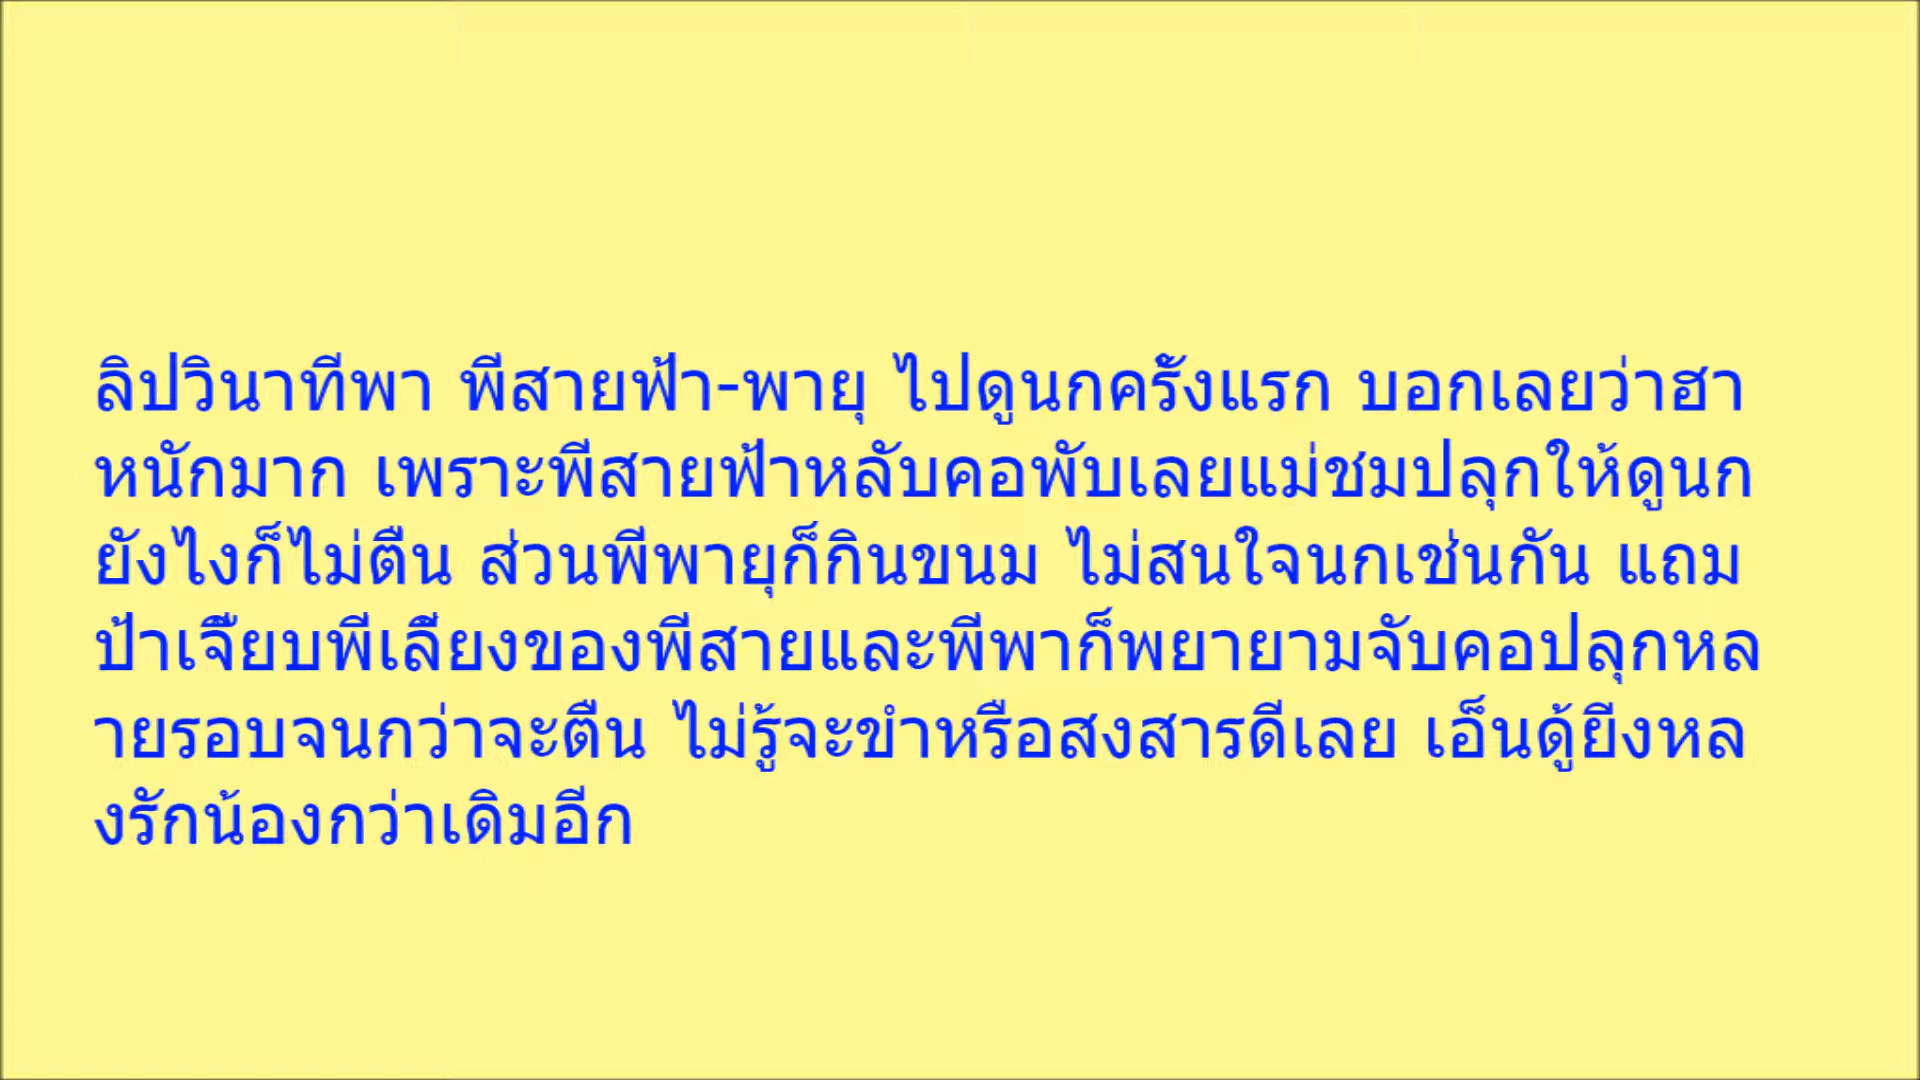 ลิปวินาทีพา พี่สายฟ้า-พายุ ไปดูนกครั้งแรก บอกเลยว่าฮา
หนักมาก เพราะพี่สายฟ้าหลับคอพับเลยแม่ชมปลุกให้ดูนก
ยังไงก็ไม่ตื่น ส่วนพี่พายุก็กินขนม ไม่สนใจนกเช่นกัน แถม
ป้าเจี๊ยบพี่เลี้ยงของพี่สายและพี่พาก็พยายามจับคอปลุกหล
ายรอบจนกว่าจะตื่น ไม่รู้จะขำหรือสงสารดีเลย เอ็นดู้ยี่งหล
งรักน้องกว่าเดิมอีก